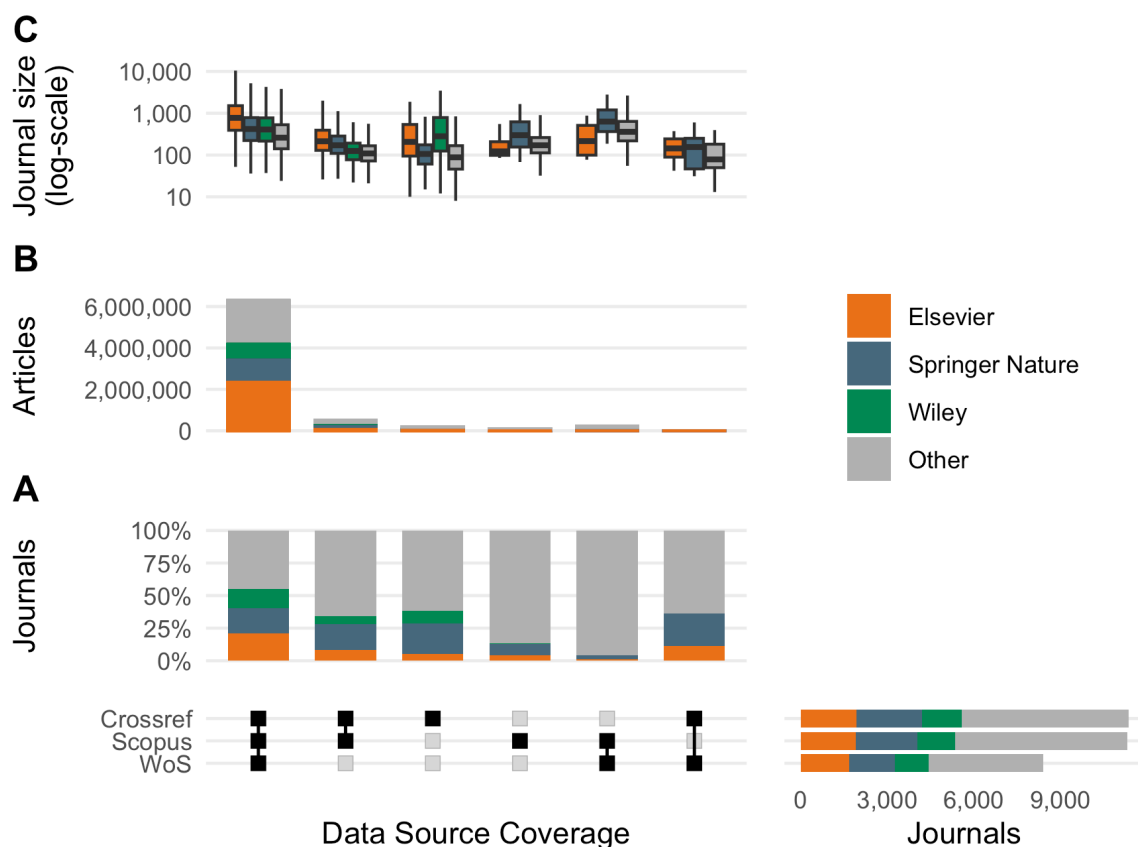 C
Journal size
(log-scale)
10,000
1,000
100
10
B
Articles
6,000,000
4,000,000
2,000,000
0
Elsevier
Springer Nature
Wiley
Other
A
Journals
100%
75%
50%
25%
0%
Crossref
Scopus
WoS
0 3,000 6,000 9,000
Data Source Coverage
Journals